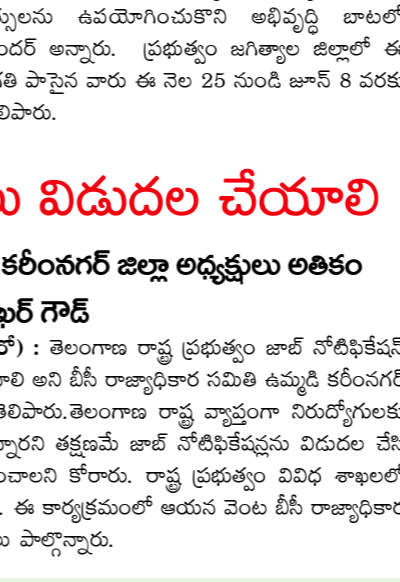 ర్సులను ఉపయోగించుకొని అభివృద్ధి బాటలో
ందర్ అన్నారు. ప్రభుత్వం జగిత్యాల జిల్లాలో ఈ
గతి పాసైన వారు ఈ నెల 25 నుండి జూన్ 8 వరకు
లిపారు.
విడుదల చేయాలి
కరీంనగర్ జిల్లా అధ్యక్షులు అతికం
ఖర్ గౌడ్
రో) : తెలంగాణ రాష్ట్ర ప్రభుత్వం జాబ్ నోటిఫికేషన్
ాలి అని బీసీ రాజ్యాధికార సమితి ఉమ్మడి కరీంనగర్
తెలిపారు.తెలంగాణ రాష్ట్ర వ్యాప్తంగా నిరుద్యోగులకు
న్నారని తక్షణమే జాబ్ నోటిఫికేషన్లను విడుదల చేసి
ంచాలని కోరారు. రాష్ట్ర ప్రభుత్వం వివిధ శాఖలలో
. ఈ కార్యక్రమంలో ఆయన వెంట బీసీ రాజ్యాధికార
లు పాల్గొన్నారు.